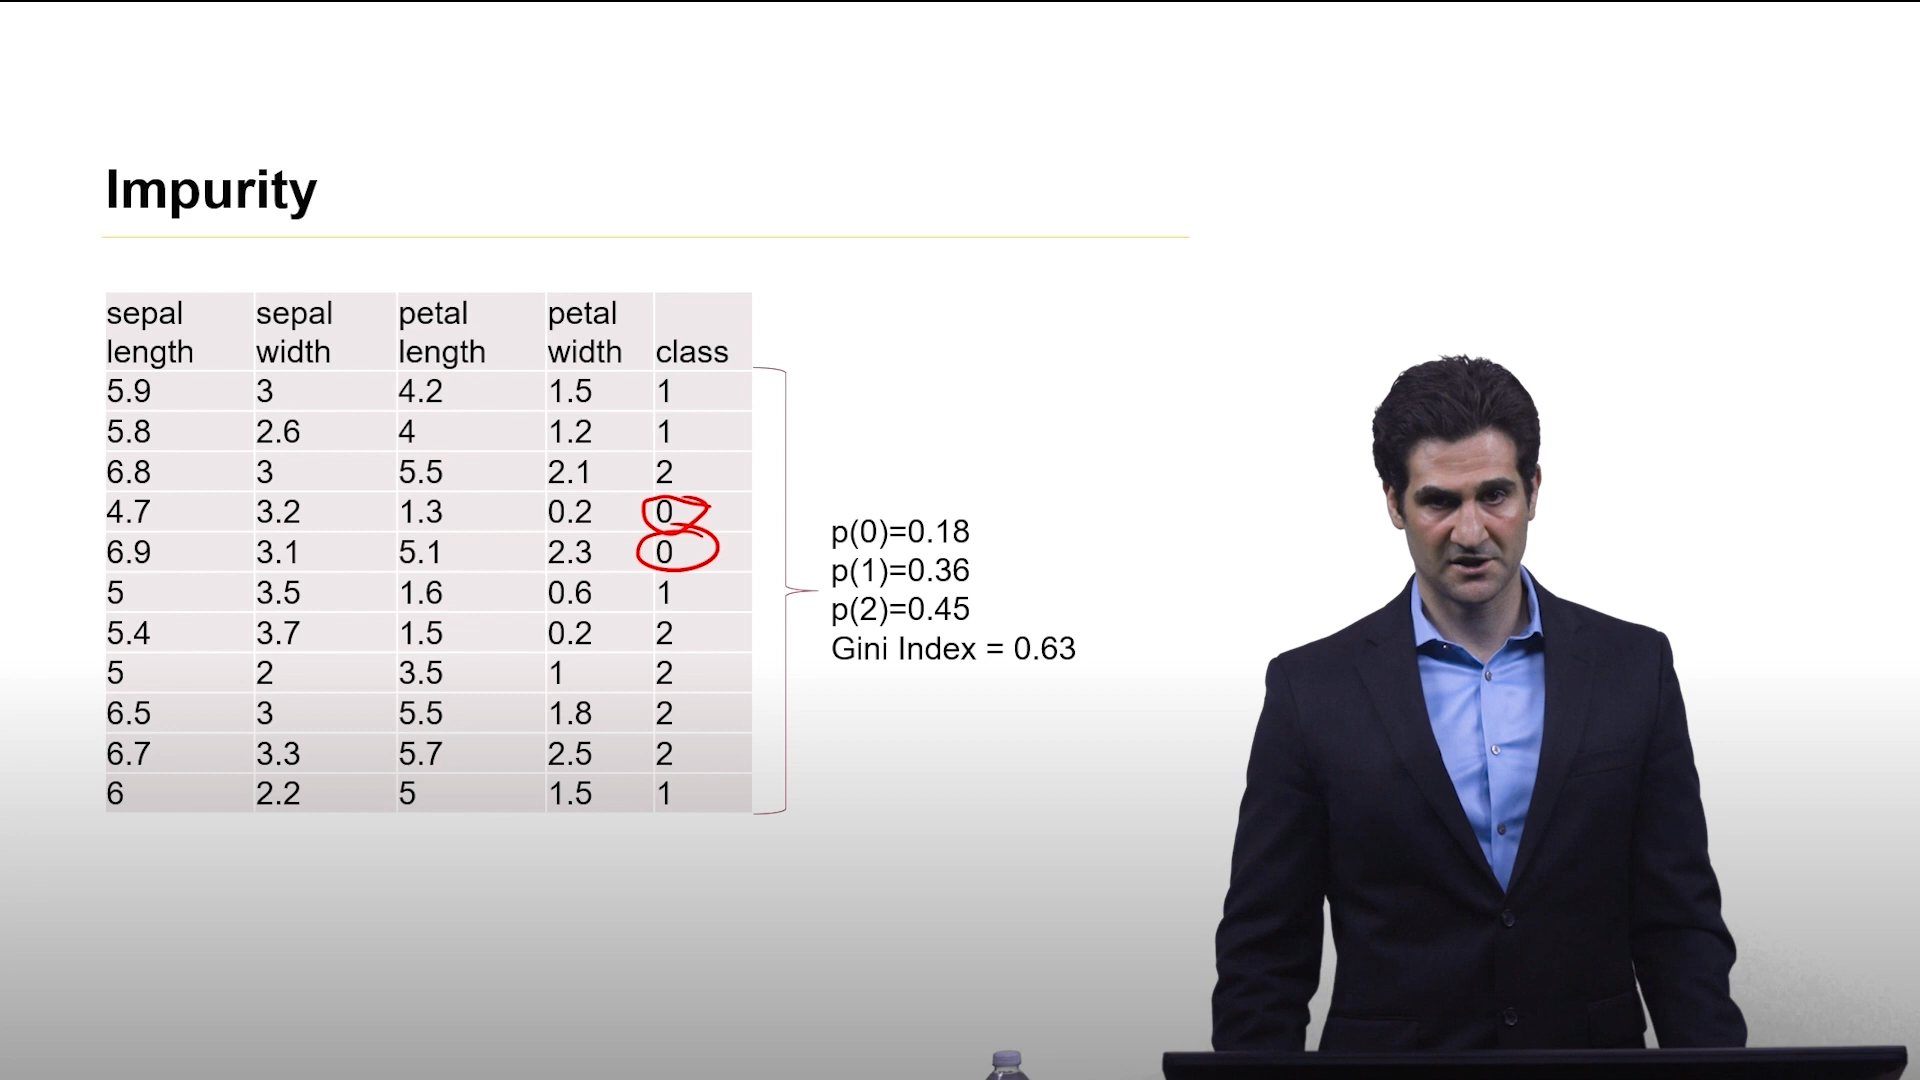 Impurity
sepal length sepal width petal length petal width class
5.9 3 4.2 1.5 1
5.8 2.6 4 1.2 1
6.8 3 5.5 2.1 2
4.7 3.2 1.3 0.2 0
6.9 3.1 5.1 2.3 0
5 3.5 1.6 0.6 1
5.4 3.7 1.5 0.2 2
5 2 3.5 1 2
6.5 3 5.5 1.8 2
6.7 3.3 5.7 2.5 2
6 2.2 5 1.5 1
p(0)=0.18
p(1)=0.36
p(2)=0.45
Gini Index = 0.63